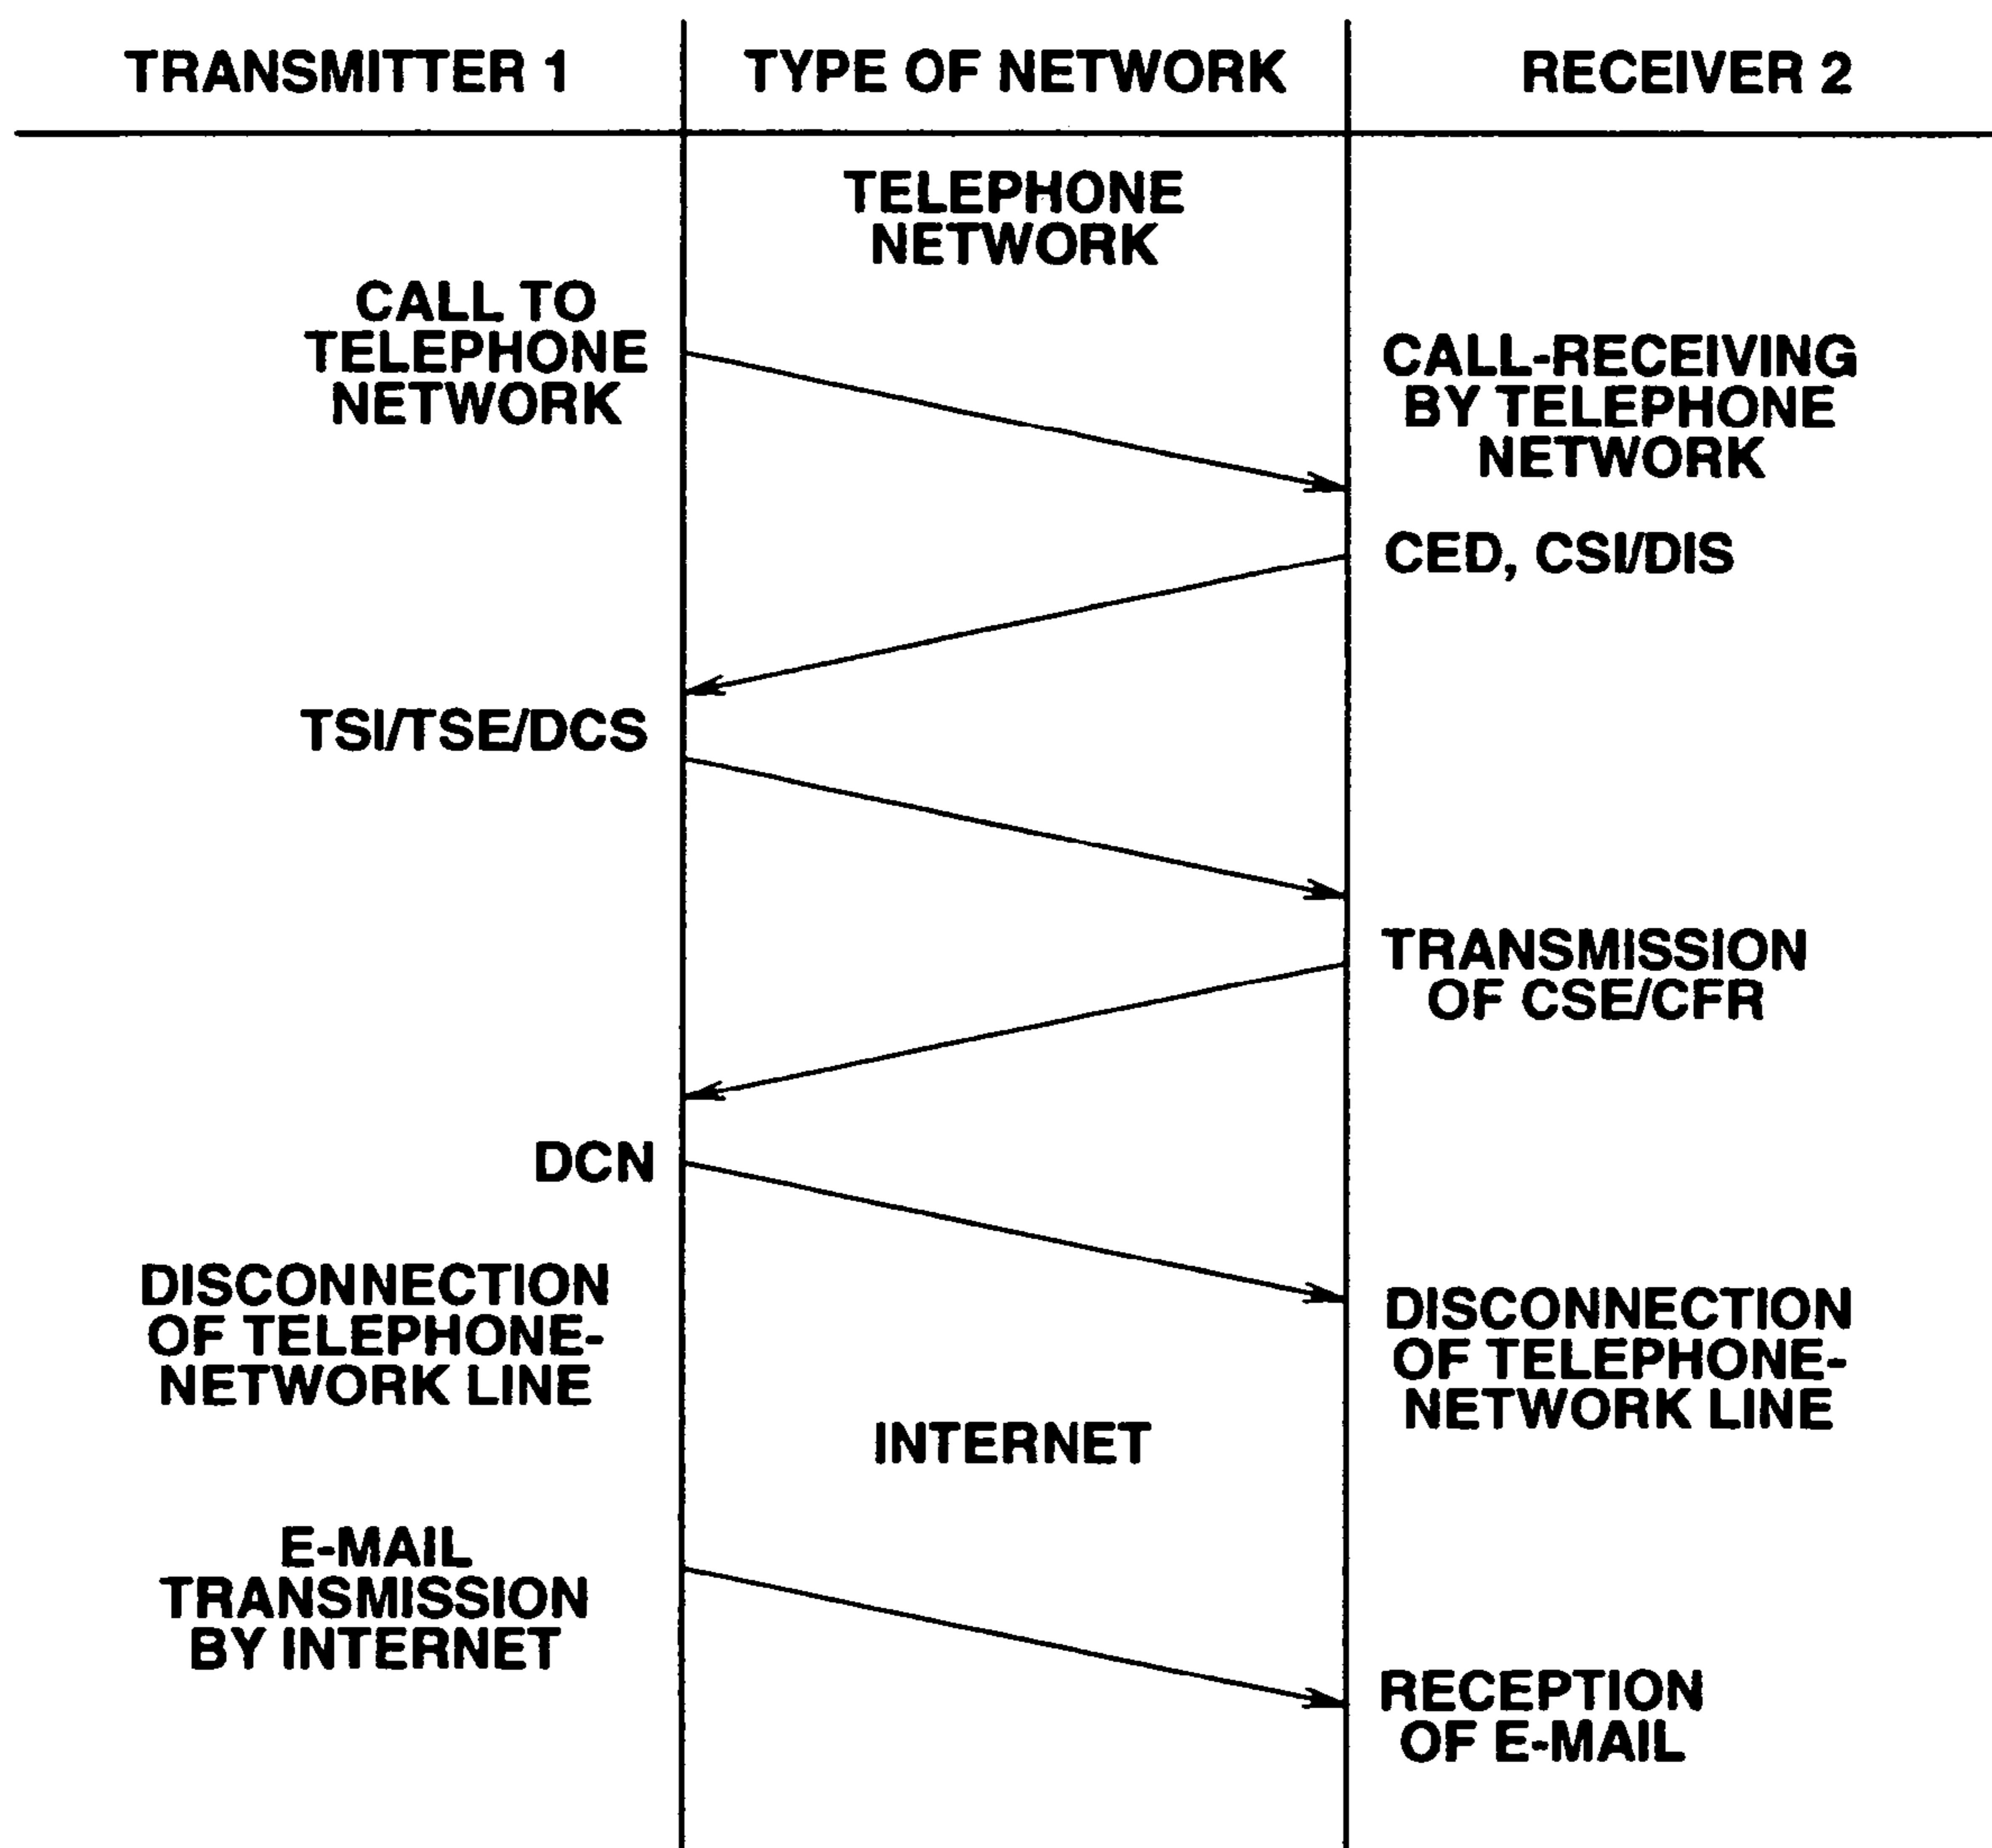 TRANSMITTER 1
TYPE OF NETWORK
RECEIVER 2
TELEPHONE
NETWORK
CALL TO
TELEPHONE
NETWORK
CALL-RECEIVING
BY TELEPHONE
NETWORK
CED, CSI/DIS
TSI/TSE/DCS
TRANSMISSION
OF CSE/CFR
DCN
DISCONNECTION
OF TELEPHONE-
NETWORK LINE
DISCONNECTION
OF TELEPHONE-
NETWORK LINE
INTERNET
E-MAIL
TRANSMISSION
BY INTERNET
RECEPTION
OF E-MAIL